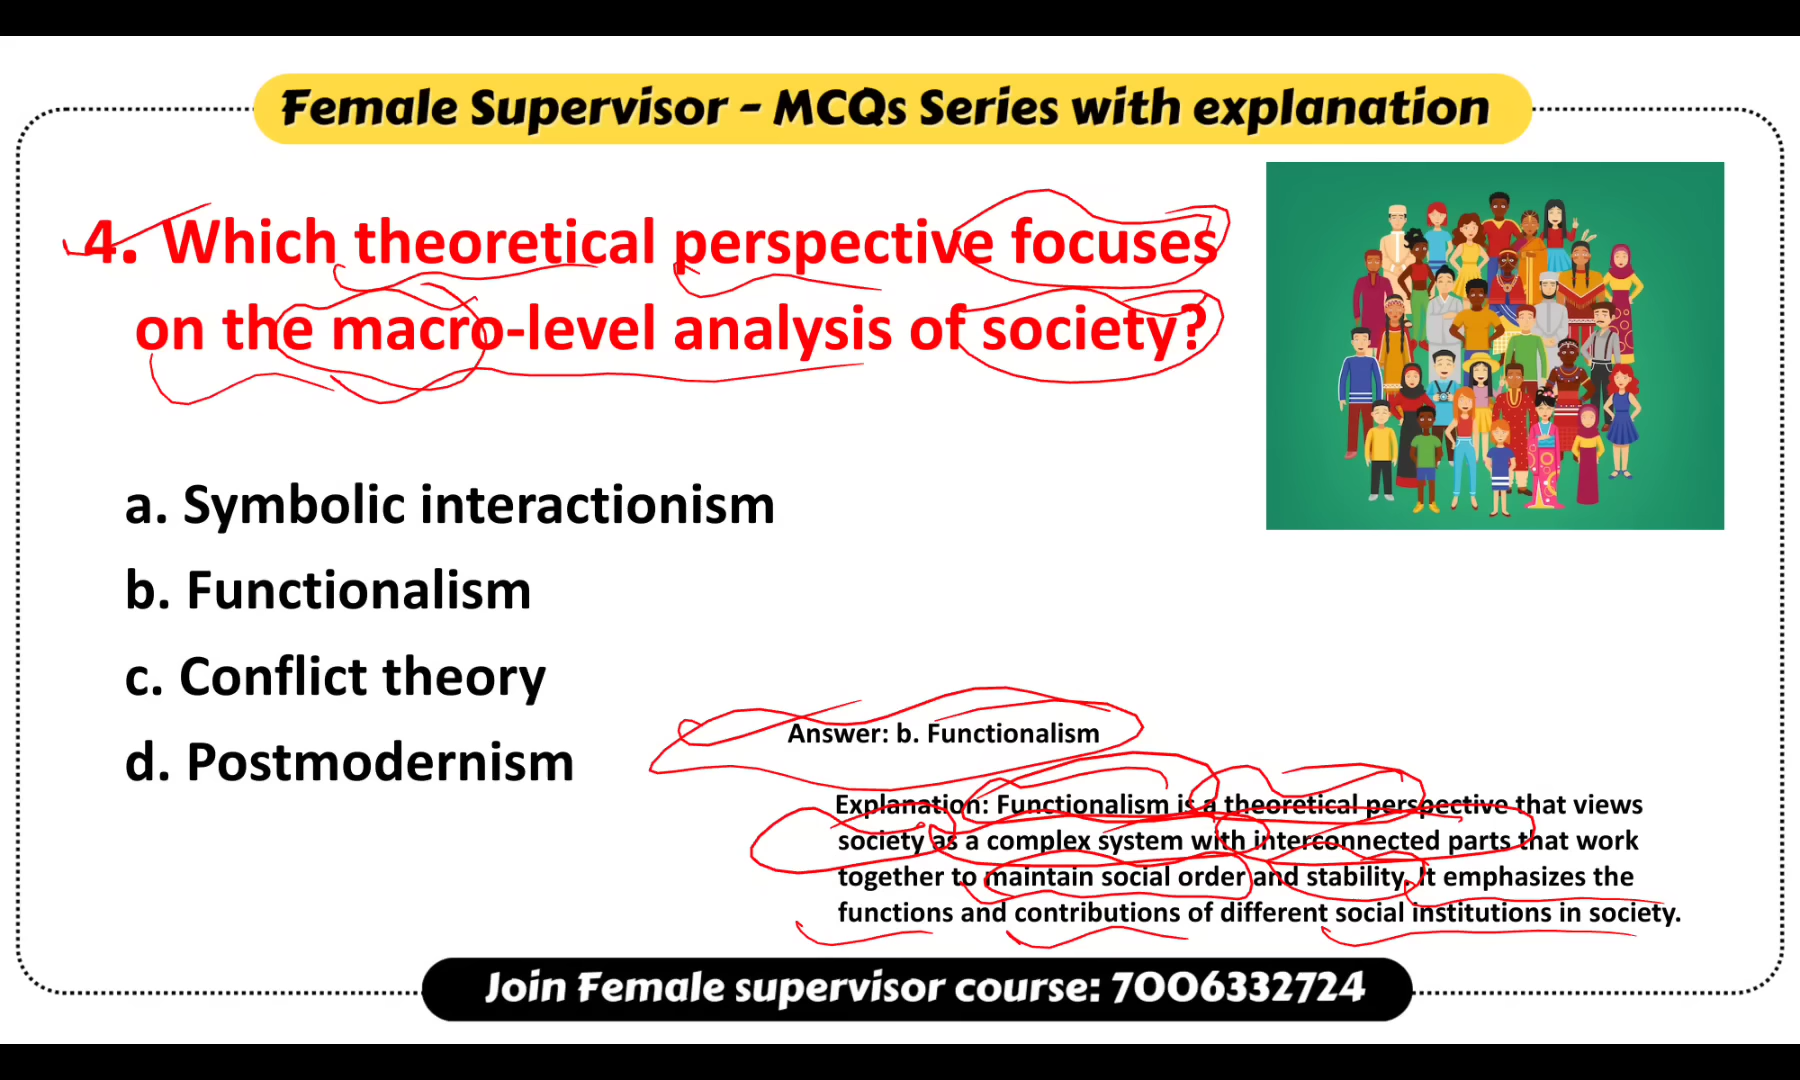 Female Supervisor - MCQs Series with explanation
4. Which theoretical perspective focuses
on the macro-level analysis of society?
a. Symbolic interactionism
b. Functionalism
c. Conflict theory
d. Postmodernism
Answer: b. Functionalism
Explanation: Functionalism is a theoretical perspective that views
society as a complex system with interconnected parts that work
together to maintain social order and stability. It emphasizes the
functions and contributions of different social institutions in society.
Join Female supervisor course: 7006332724